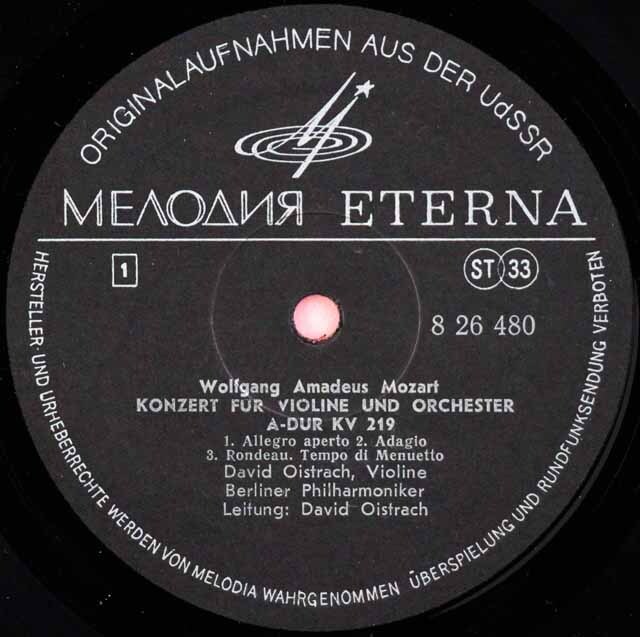 ORIGINALAUFNAHMEN AUS DER UdSSR
МЕЛОДИЯ ETERNA
1
ST 33
8 26 480
Wolfgang Amadeus Mozart
KONZERT FÜR VIOLINE UND ORCHESTER
A-DUR KV 219
1. Allegro aperto 2. Adagio
3. Rondeau. Tempo di Menuetto
David Oistrach, Violine
Berliner Philharmoniker
Leitung: David Oistrach
HERSTELLER- UND URHEBERRECHTE WERDEN VON MELODIA WAHRGENOMMEN ÜBERSPIELUNG UND RUNDFUNKSENDUNG VERBOTEN